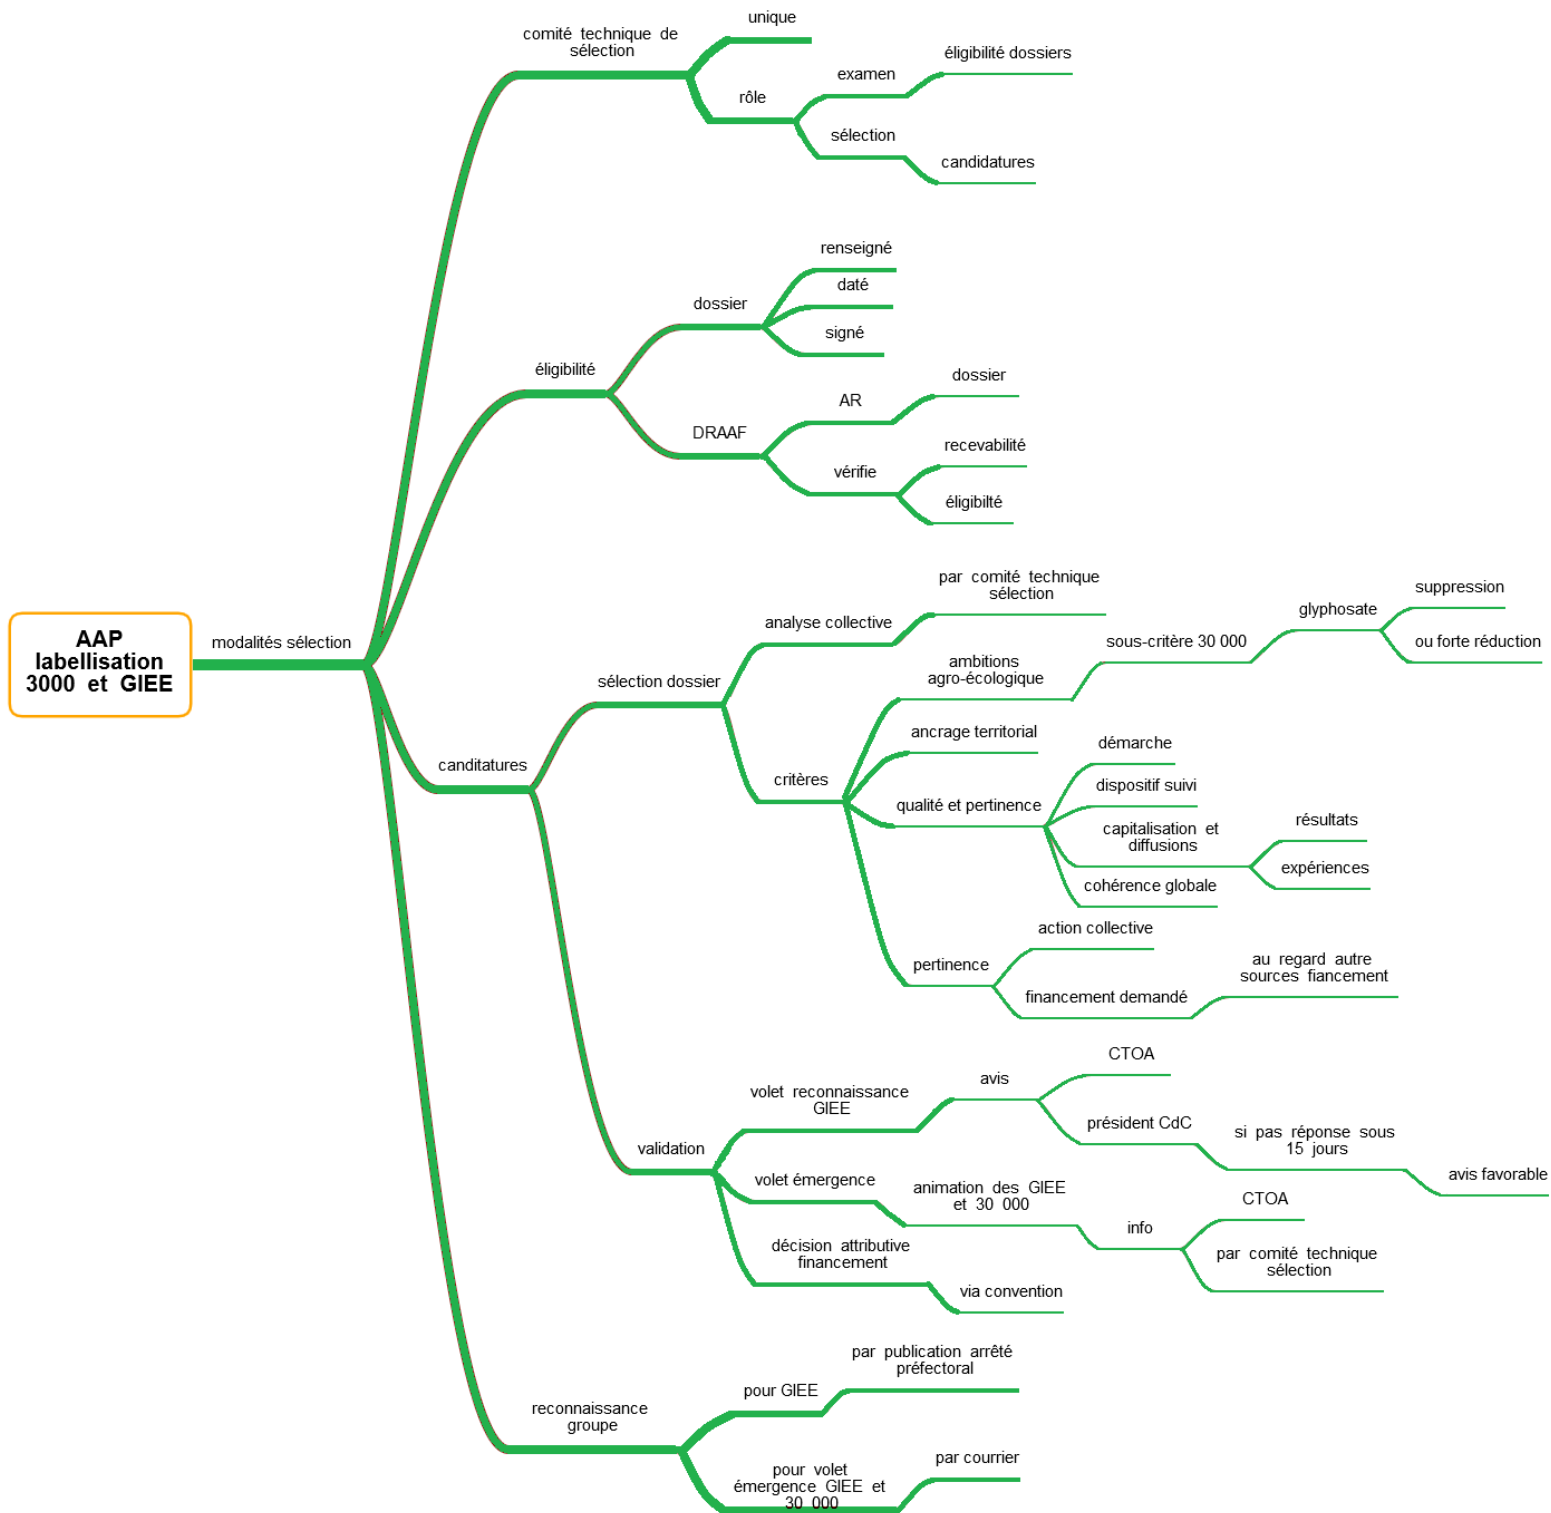 AAP
labellisation
3000 et GIEE
modalités sélection
comité technique de
sélection
unique
rôle
examen
éligibilité dossiers
sélection
candidatures
éligibilité
dossier
renseigné
daté
signé
DRAAF
AR
dossier
vérifie
recevabilité
éligibilté
canditatures
sélection dossier
analyse collective
par comité technique
sélection
critères
ambitions
agro-écologique
sous-critère 30 000
glyphosate
suppression
ou forte réduction
ancrage territorial
qualité et pertinence
démarche
dispositif suivi
capitalisation et
diffusions
résultats
expériences
cohérence globale
pertinence
action collective
financement demandé
au regard autre
sources fiancement
validation
volet reconnaissance
GIEE
avis
CTOA
président CdC
si pas réponse sous
15 jours
avis favorable
volet émergence
animation des GIEE
et 30 000
info
CTOA
par comité technique
sélection
décision attributive
financement
via convention
reconnaissance
groupe
pour GIEE
par publication arrêté
préfectoral
pour volet
émergence GIEE et
30 000
par courrier